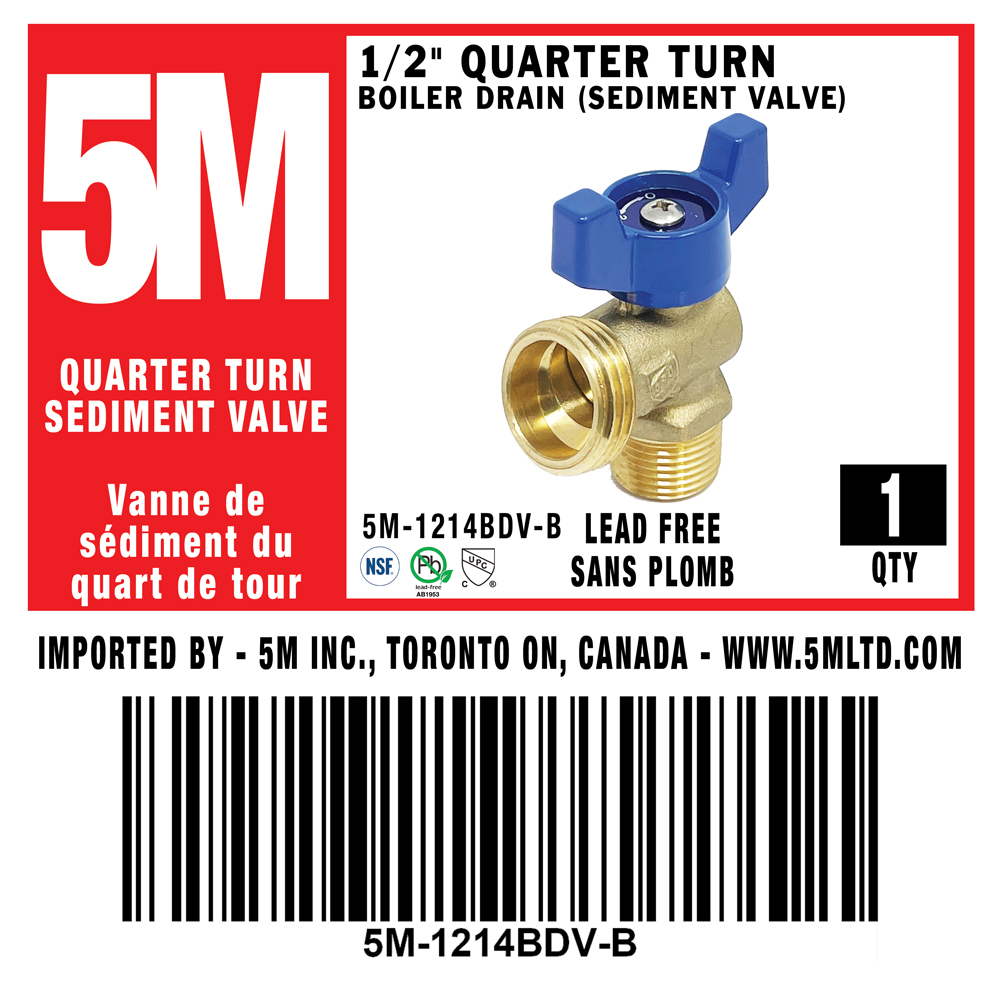 5M
QUARTER TURN
SEDIMENT VALVE
Vanne de
sédiment du
quart de tour
1/2" QUARTER TURN
BOILER DRAIN (SEDIMENT VALVE)
5M-1214BDV-B
LEAD FREE
SANS PLOMB
NSF.
Pb
lead-free
AB1953
UPC
C ®
1
QTY
IMPORTED BY - 5M INC., TORONTO ON, CANADA - WWW.5MLTD.COM
5M-1214BDV-B